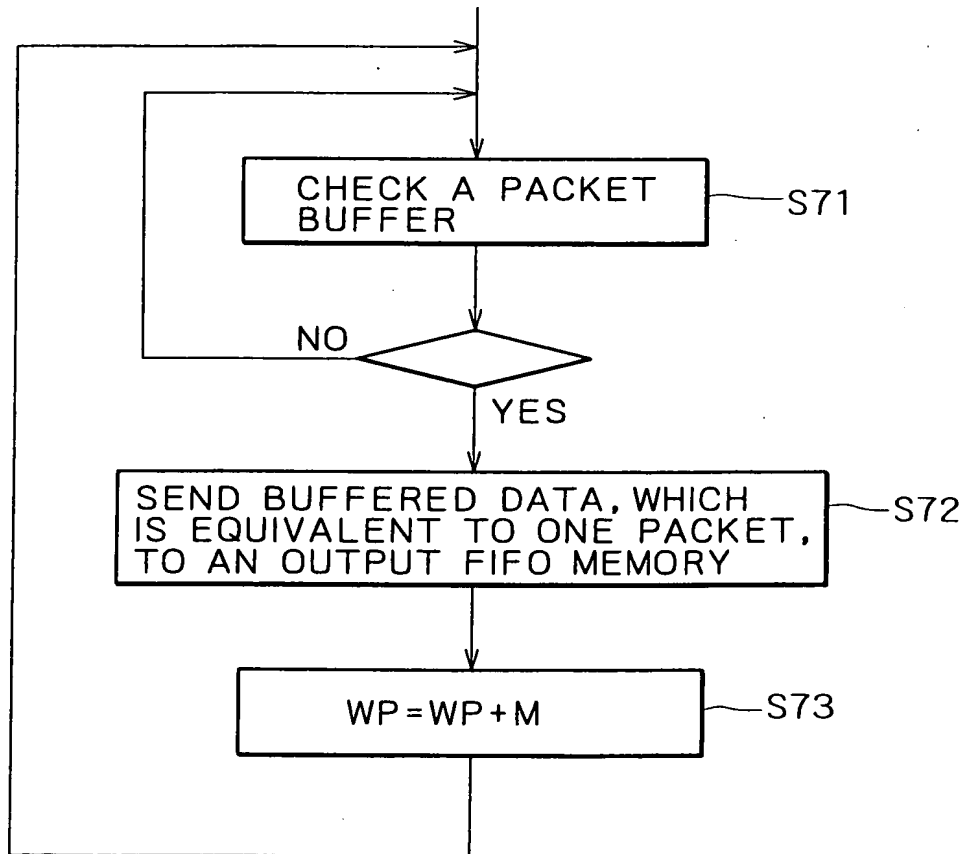 CHECK A PACKET
BUFFER
S71
NO
YES
SEND BUFFERED DATA, WHICH
IS EQUIVALENT TO ONE PACKET,
TO AN OUTPUT FIFO MEMORY
S72
WP=WP+M
S73